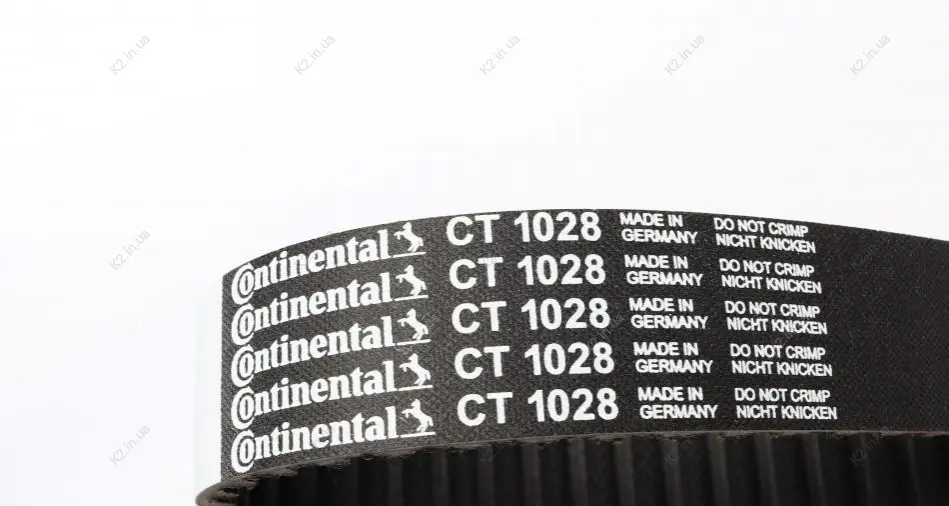 K2.in.ua K2.in.ua K2.in.ua K2.in.ua K2.in.ua
Continental CT 1028 MADE IN GERMANY DO NOT CRIMP NICHT KNICKEN
Continental CT 1028 MADE IN GERMANY DO NOT CRIMP NICHT KNICKEN
Continental CT 1028 MADE IN GERMANY DO NOT CRIMP NICHT KNICKEN
Continental CT 1028 MADE IN GERMANY DO NOT CRIMP NICHT KNICKEN
Continental CT 1028 MADE IN GERMANY DO NOT CRIMP NICHT KNICKEN
K2.in.ua
K2.in.ua